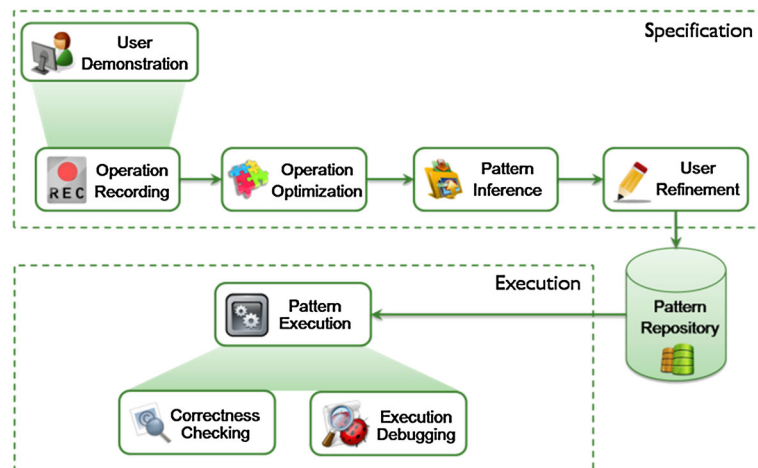 Specification
User
Demonstration
REC
Operation
Recording
Operation
Optimization
Pattern
Inference
User
Refinement
Execution
Pattern
Execution
Pattern
Repository
Correctness
Checking
Execution
Debugging